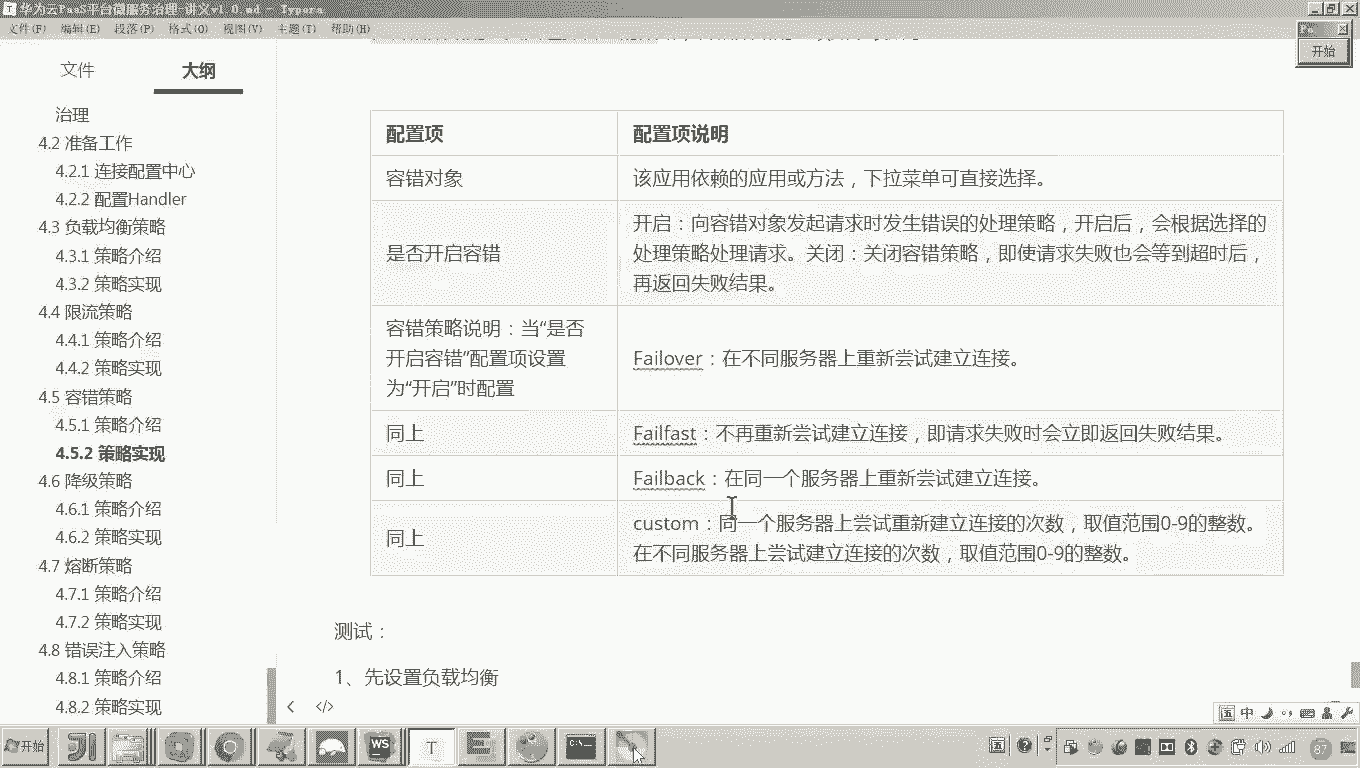 华为云PaaS平台微服务治理-讲义v1.0.md - Typora
文件(F) 编辑(E) 段落(P) 格式(O) 视图(V) 主题(T) 帮助(H)
开始
文件 大纲
治理
4.2 准备工作
4.2.1 连接配置中心
4.2.2 配置Handler
4.3 负载均衡策略
4.3.1 策略介绍
4.3.2 策略实现
4.4 限流策略
4.4.1 策略介绍
4.4.2 策略实现
4.5 容错策略
4.5.1 策略介绍
4.5.2 策略实现
4.6 降级策略
4.6.1 策略介绍
4.6.2 策略实现
4.7 熔断策略
4.7.1 策略介绍
4.7.2 策略实现
4.8 错误注入策略
4.8.1 策略介绍
4.8.2 策略实现
配置项 配置项说明
容错对象 该应用依赖的应用或方法，下拉菜单可直接选择。
是否开启容错
开启：向容错对象发起请求时发生错误的处理策略，开启后，会根据选择的
处理策略处理请求。关闭：关闭容错策略，即使请求失败也会等到超时后，
再返回失败结果。
容错策略说明：当“是否
开启容错”配置项设置
为“开启”时配置
Failover：在不同服务器上重新尝试建立连接。
同上 Failfast：不再重新尝试建立连接，即请求失败时会立即返回失败结果。
同上 Failback：在同一个服务器上重新尝试建立连接。
同上
custom：同一个服务器上尝试重新建立连接的次数，取值范围0-9的整数。
在不同服务器上尝试建立连接的次数，取值范围0-9的整数。
测试：
1、先设置负载均衡
五 中
开始 WS T 五 87